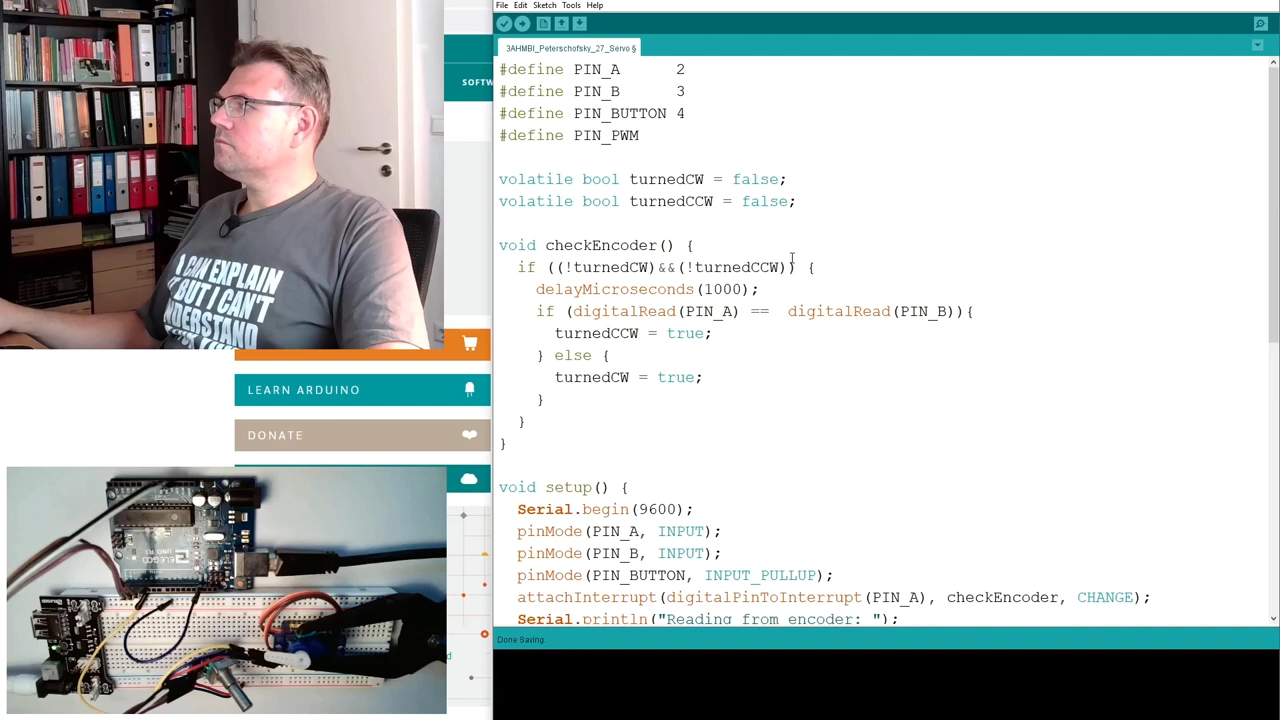 File Edit Sketch Tools Help
3AHMBI_Peterschofsky_27_Servo §
#define PIN_A 2
#define PIN_B 3
#define PIN_BUTTON 4
#define PIN_PWM
volatile bool turnedCW = false;
volatile bool turnedCCW = false;
void checkEncoder() {
if ((!turnedCW)&&(!turnedCCW)) {
delayMicroseconds(1000);
if (digitalRead(PIN_A) == digitalRead(PIN_B)){
turnedCCW = true;
} else {
turnedCW = true;
}
}
}
void setup() {
Serial.begin(9600);
pinMode(PIN_A, INPUT);
pinMode(PIN_B, INPUT);
pinMode(PIN_BUTTON, INPUT_PULLUP);
attachInterrupt(digitalPinToInterrupt(PIN_A), checkEncoder, CHANGE);
Serial.println("Reading from encoder: ");
Done Saving.
SOFTW
I CAN EXPLAIN
IT BUT I CAN'T
UNDERSTAND
LEARN ARDUINO
DONATE
d
ELEGOO
UNO R3